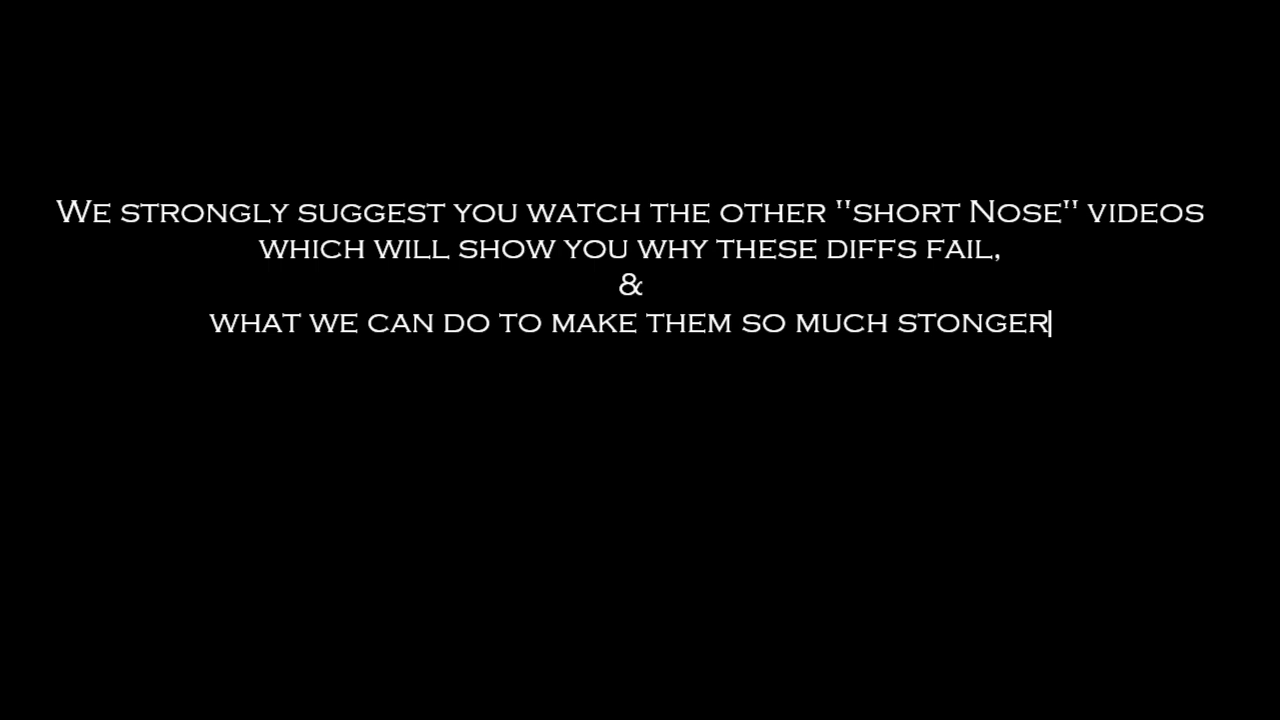 We strongly suggest you watch the other "short Nose" videos
which will show you why these diffs fail,
&
what we can do to make them so much stonger